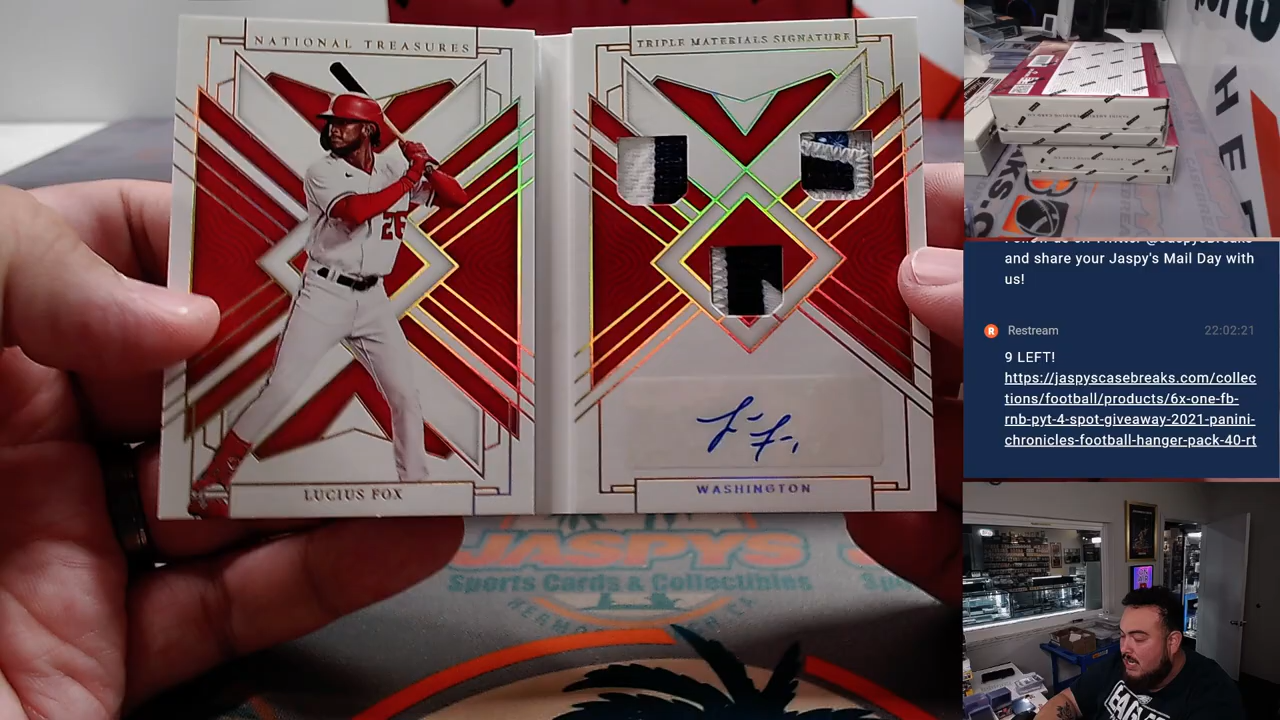 NATIONAL TREASURES
TRIPLE MATERIALS SIGNATURE
26
LUCIUS FOX
WASHINGTON
JASPYS
Sports Cards & Collectibles
and share your Jaspy's Mail Day with
us!
Restream
22:02:21
9 LEFT!
https://jaspyscasebreaks.com/collec
tions/football/products/6x-one-fb-
rnb-pyt-4-spot-giveaway-2021-panini-
chronicles-football-hanger-pack-40-rt